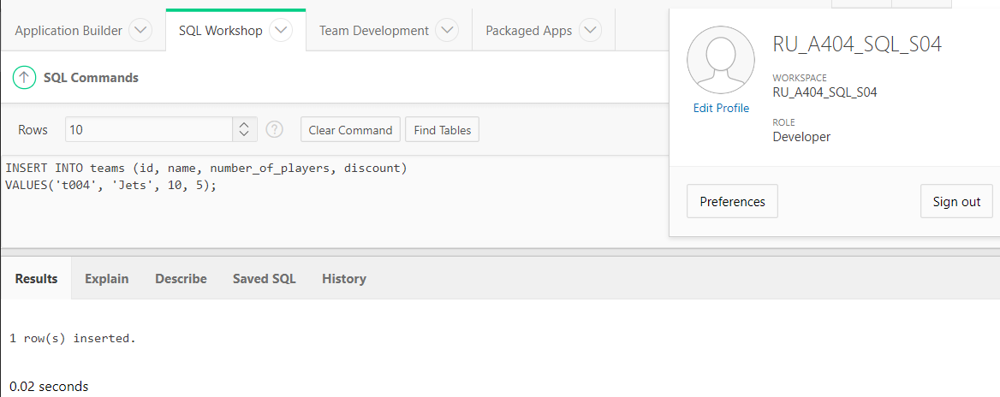 Application Builder SQL Workshop Team Development Packaged Apps
SQL Commands
Rows 10 ? Clear Command Find Tables
INSERT INTO teams (id, name, number_of_players, discount)
VALUES('t004', 'Jets', 10, 5);
RU_A404_SQL_S04
WORKSPACE
RU_A404_SQL_S04
Edit Profile
ROLE
Developer
Preferences Sign out
Results Explain Describe Saved SQL History
1 row(s) inserted.
0.02 seconds